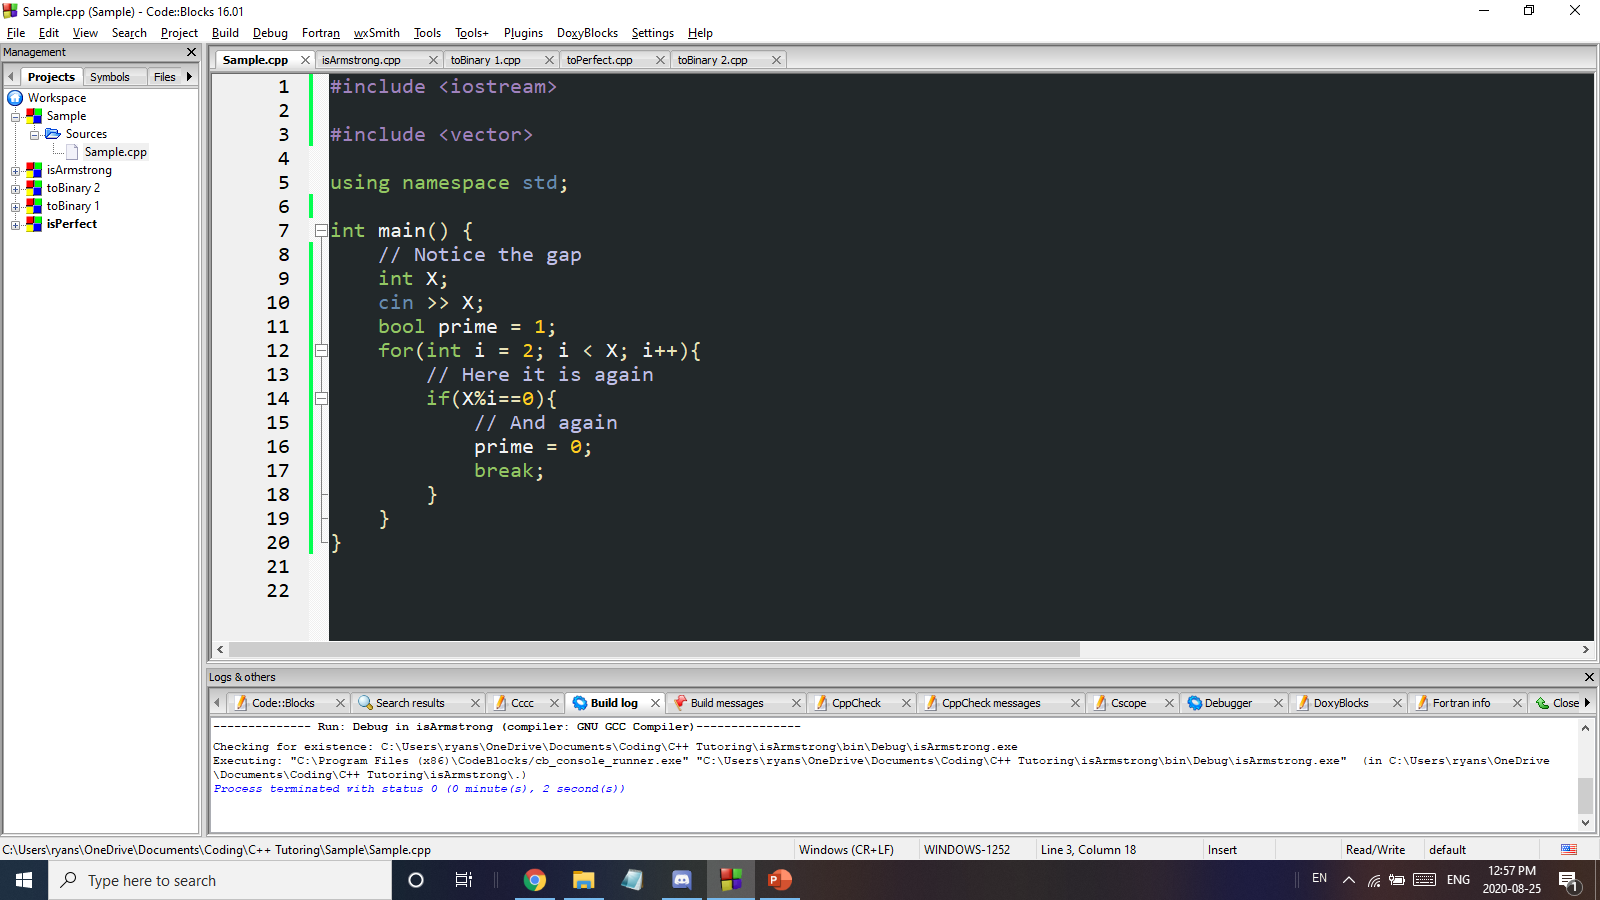 Sample.cpp (Sample) - Code::Blocks 16.01
File Edit View Search Project Build Debug Fortran wxSmith Tools Tools+ Plugins DoxyBlocks Settings Help
Management
Projects Symbols Files
Workspace
Sample
Sources
Sample.cpp
isArmstrong
toBinary 2
toBinary 1
isPerfect
Sample.cpp isArmstrong.cpp toBinary 1.cpp toPerfect.cpp toBinary 2.cpp
1 #include <iostream>
2
3 #include <vector>
4
5 using namespace std;
6
7 int main() {
8 // Notice the gap
9 int X;
10 cin >> X;
11 bool prime = 1;
12 for(int i = 2; i < X; i++){
13 // Here it is again
14 if(X%i==0){
15 // And again
16 prime = 0;
17 break;
18 }
19 }
20 }
21
22
Logs & others
Code::Blocks Search results Cccc Build log Build messages CppCheck CppCheck messages Cscope Debugger DoxyBlocks Fortran info Close
-------------- Run: Debug in isArmstrong (compiler: GNU GCC Compiler)---------------
Checking for existence: C:\Users\ryans\OneDrive\Documents\Coding\C++ Tutoring\isArmstrong\bin\Debug\isArmstrong.exe
Executing: "C:\Program Files (x86)\CodeBlocks/cb_console_runner.exe" "C:\Users\ryans\OneDrive\Documents\Coding\C++ Tutoring\isArmstrong\bin\Debug\isArmstrong.exe" (in C:\Users\ryans\OneDrive
\Documents\Coding\C++ Tutoring\isArmstrong\.)
Process terminated with status 0 (0 minute(s), 2 second(s))
C:\Users\ryans\OneDrive\Documents\Coding\C++ Tutoring\Sample\Sample.cpp Windows (CR+LF) WINDOWS-1252 Line 3, Column 18 Insert Read/Write default
Type here to search
EN ENG 12:57 PM
2020-08-25
1